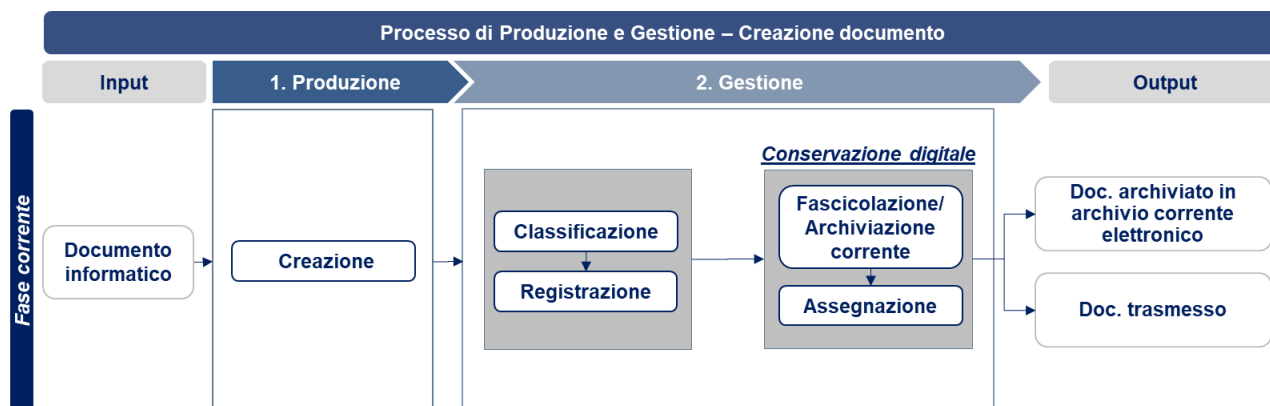 Processo di Produzione e Gestione – Creazione documento
Input
1. Produzione
2. Gestione
Output
Fase corrente
Documento
informatico
Creazione
Classificazione
Registrazione
Conservazione digitale
Fascicolazione/
Archiviazione
corrente
Assegnazione
Doc. archiviato in
archivio corrente
elettronico
Doc. trasmesso